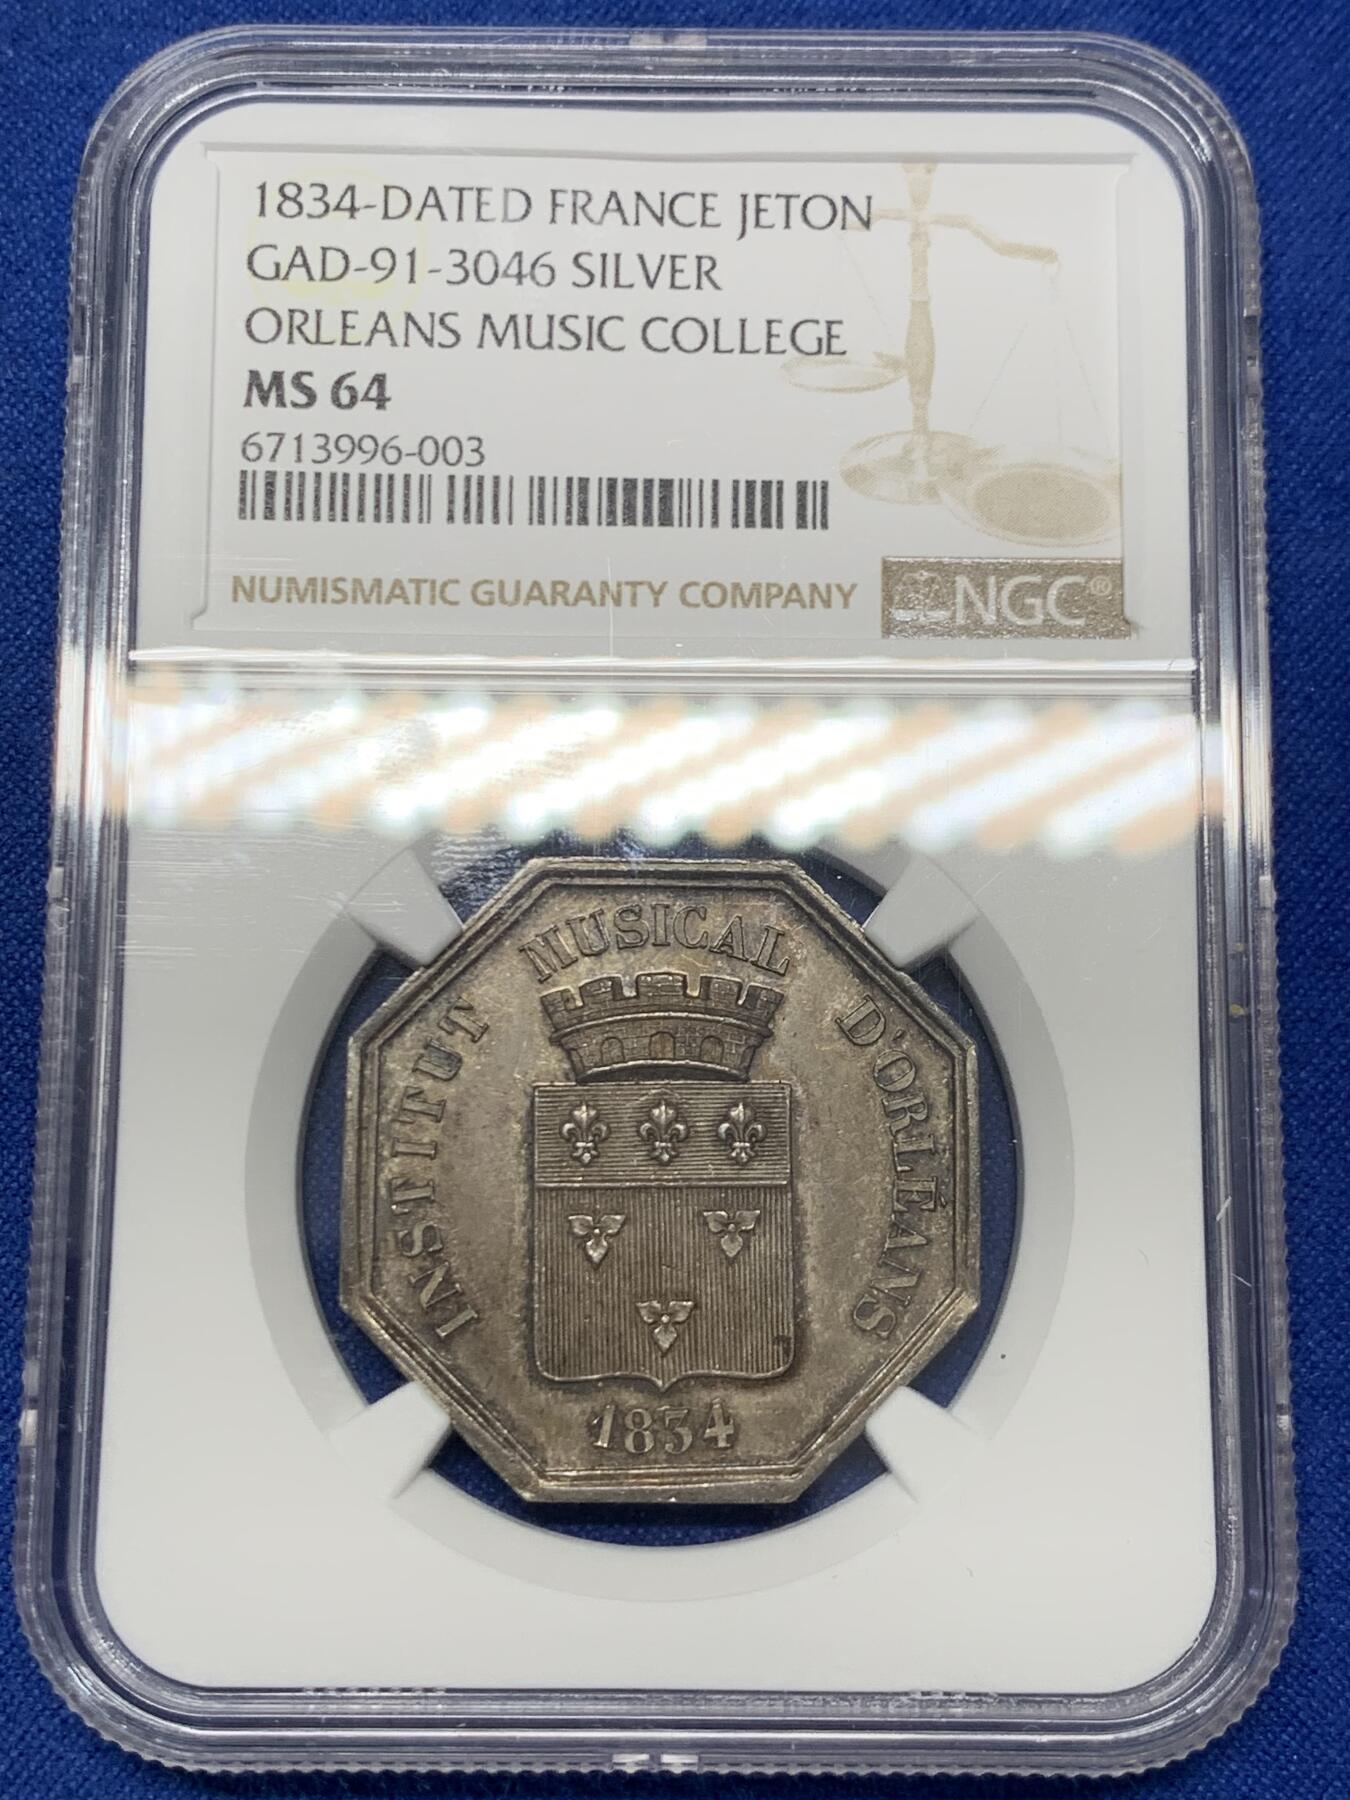 1834-DATED FRANCE JETON
GAD-91-3046 SILVER
ORLEANS MUSIC COLLEGE
MS 64
6713996-003
NUMISMATIC GUARANTY COMPANY
NGC®
INSTITUT MUSICAL D'ORLÉANS
1834